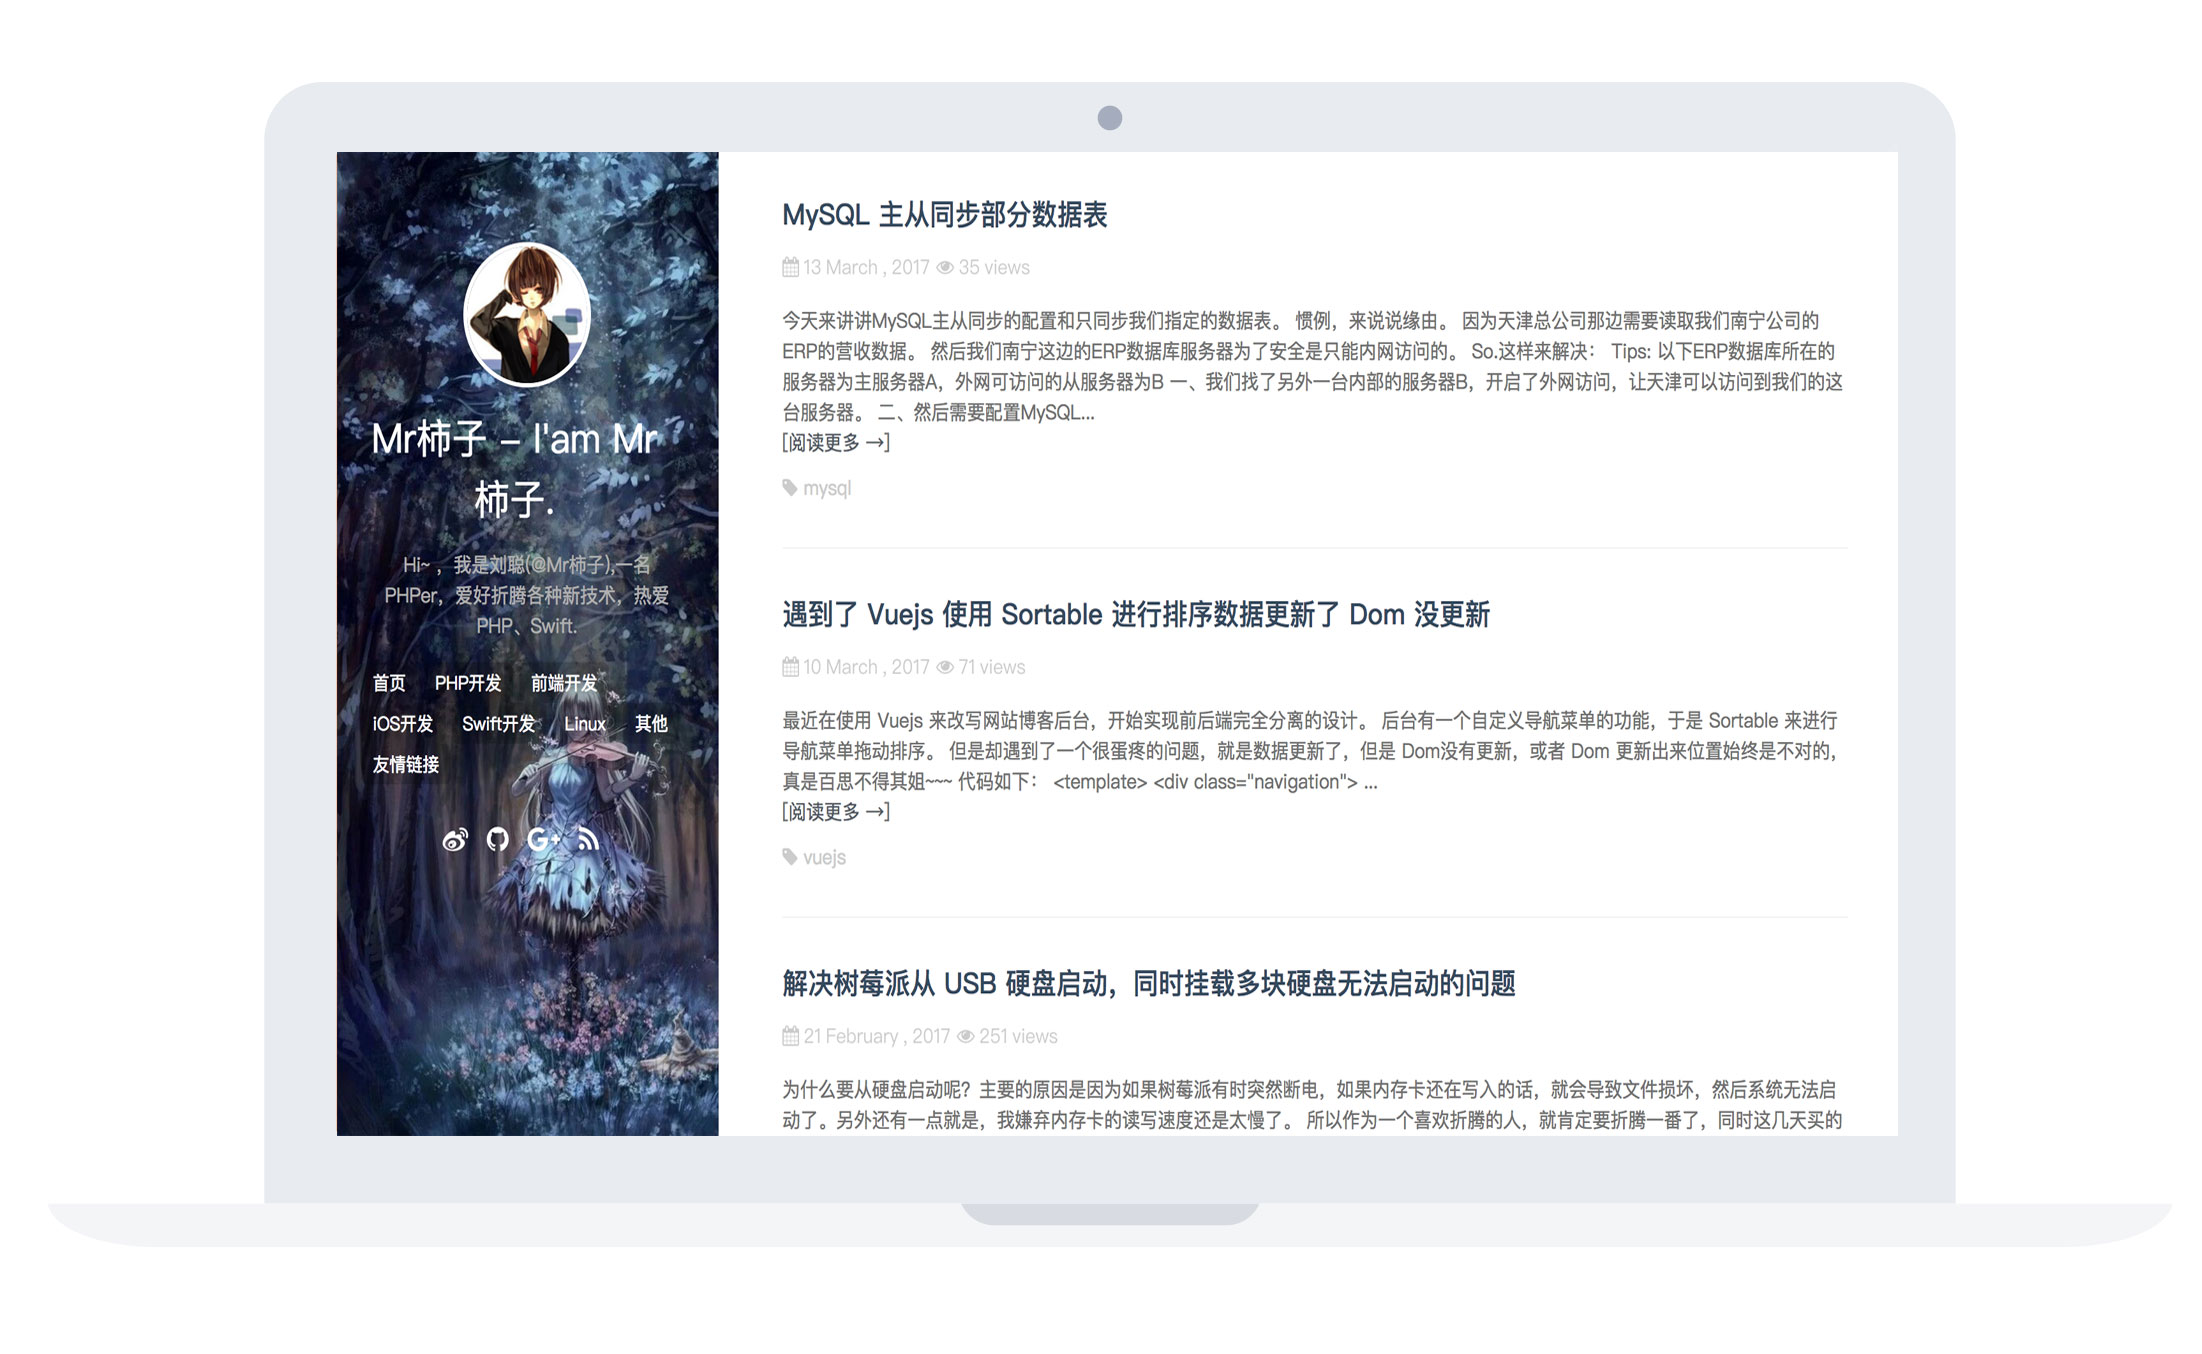 Mr柿子 – I'am Mr
柿子.
Hi~ ，我是刘聪(@Mr柿子),一名
PHPer，爱好折腾各种新技术，热爱
PHP、Swift.
首页 PHP开发 前端开发
iOS开发 Swift开发 Linux 其他
友情链接
G+
MySQL 主从同步部分数据表
13 March , 2017 35 views
今天来讲讲MySQL主从同步的配置和只同步我们指定的数据表。 惯例，来说说缘由。 因为天津总公司那边需要读取我们南宁公司的
ERP的营收数据。 然后我们南宁这边的ERP数据库服务器为了安全是只能内网访问的。 So.这样来解决： Tips: 以下ERP数据库所在的
服务器为主服务器A，外网可访问的从服务器为B 一、我们找了另外一台内部的服务器B，开启了外网访问，让天津可以访问到我们的这
台服务器。 二、然后需要配置MySQL...
[阅读更多 →]
mysql
遇到了 Vuejs 使用 Sortable 进行排序数据更新了 Dom 没更新
10 March , 2017 71 views
最近在使用 Vuejs 来改写网站博客后台，开始实现前后端完全分离的设计。 后台有一个自定义导航菜单的功能，于是 Sortable 来进行
导航菜单拖动排序。 但是却遇到了一个很蛋疼的问题，就是数据更新了，但是 Dom没有更新，或者 Dom 更新出来位置始终是不对的，
真是百思不得其姐~~~ 代码如下： <template> <div class="navigation"> ...
[阅读更多 →]
vuejs
解决树莓派从 USB 硬盘启动，同时挂载多块硬盘无法启动的问题
21 February , 2017 251 views
为什么要从硬盘启动呢？主要的原因是因为如果树莓派有时突然断电，如果内存卡还在写入的话，就会导致文件损坏，然后系统无法启
动了。另外还有一点就是，我嫌弃内存卡的读写速度还是太慢了。 所以作为一个喜欢折腾的人，就肯定要折腾一番了，同时这几天买的